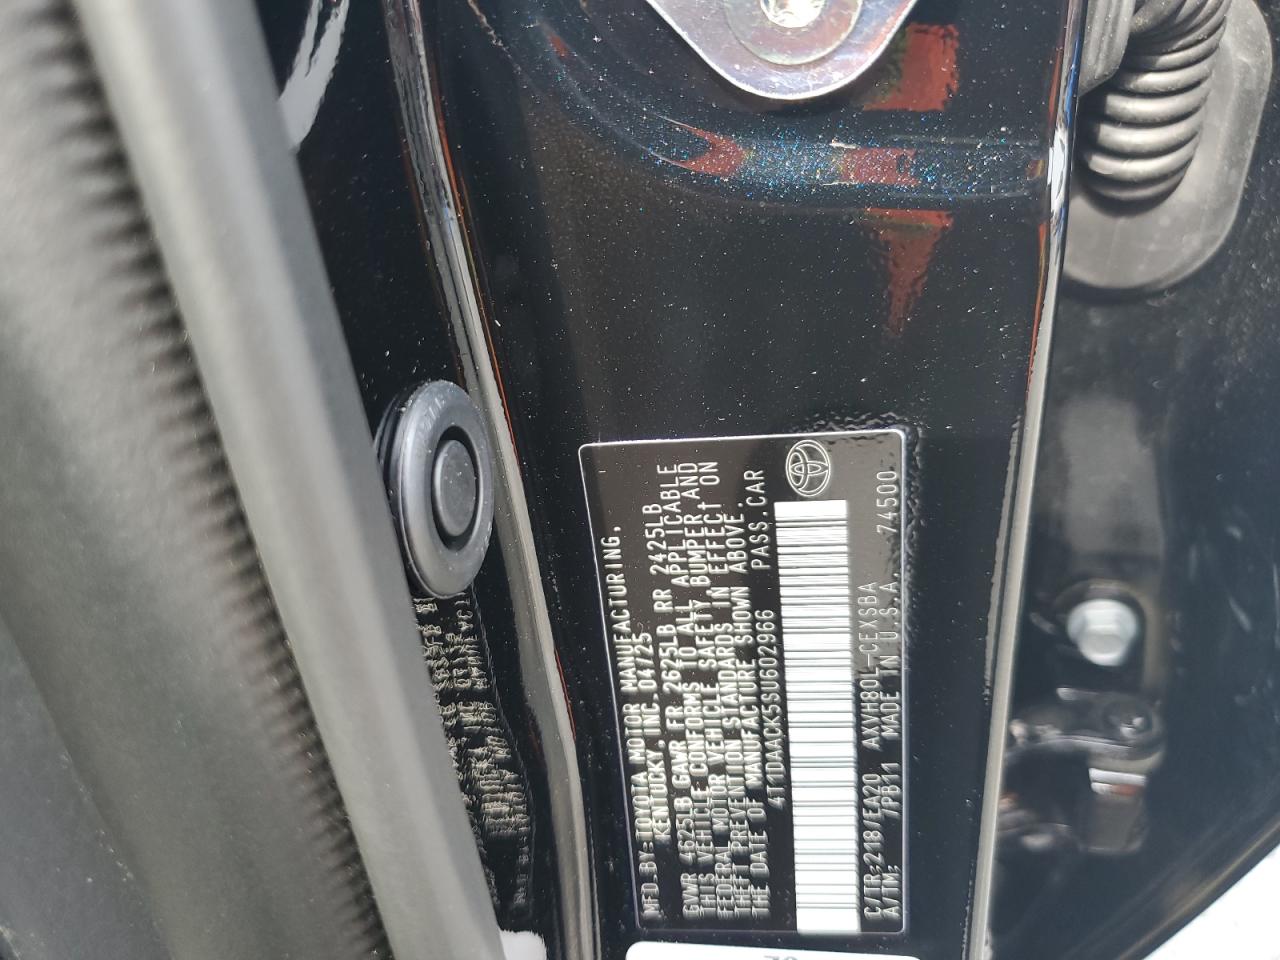 MFD.BY:TOYOTA MOTOR MANUFACTURING,
KENTUCKY, INC. 04/25
GVWR 4625LB GAWR FR 2625LB RR 2425LB
THIS VEHICLE CONFORMS TO ALL APPLICABLE
FEDERAL MOTOR VEHICLE SAFETY,BUMPER,AND
THEFT PREVENTION STANDARDS IN EFFECT ON
THE DATE OF MANUFACTURE SHOWN ABOVE.
4T1DAACK5SU602966 PASS.CAR
C/TR:218/EA20 AXVH80L-CEXSBA
A/TM: /PB11 MADE IN U.S.A. 74500